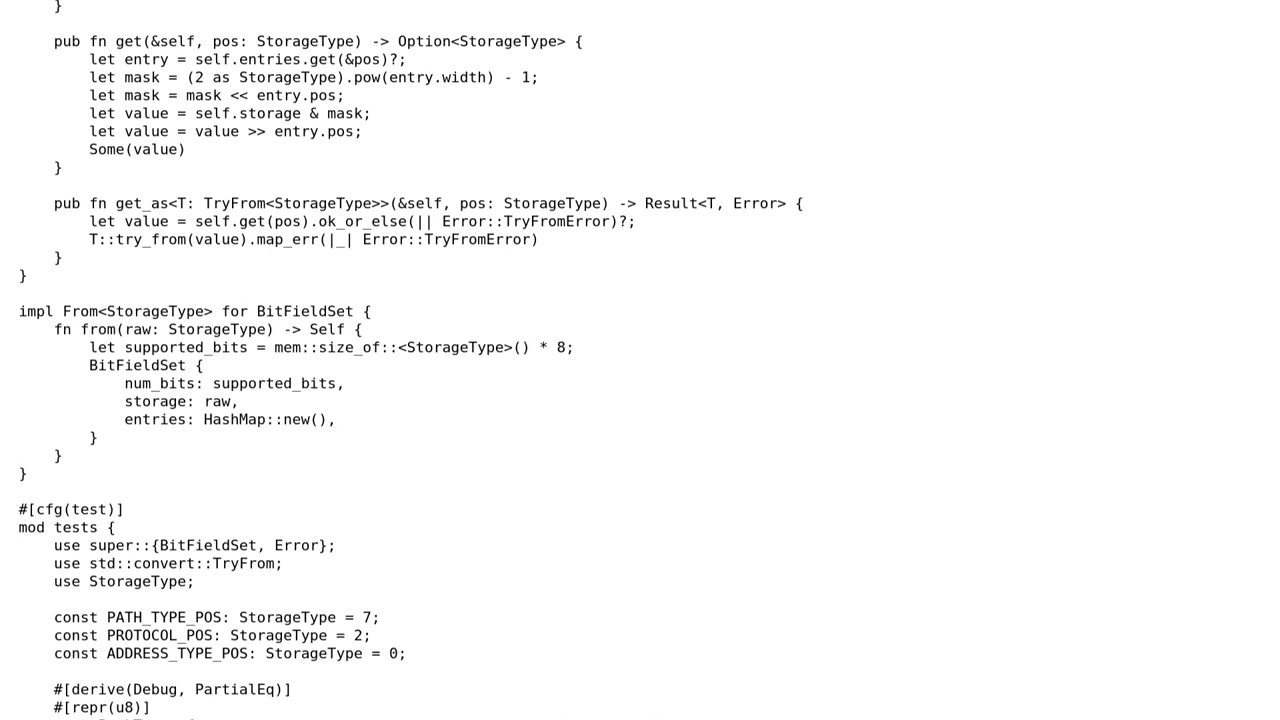 }

    pub fn get(&self, pos: StorageType) -> Option<StorageType> {
        let entry = self.entries.get(&pos)?;
        let mask = (2 as StorageType).pow(entry.width) - 1;
        let mask = mask << entry.pos;
        let value = self.storage & mask;
        let value = value >> entry.pos;
        Some(value)
    }

    pub fn get_as<T: TryFrom<StorageType>>(&self, pos: StorageType) -> Result<T, Error> {
        let value = self.get(pos).ok_or_else(|| Error::TryFromError)?;
        T::try_from(value).map_err(|_| Error::TryFromError)
    }
}

impl From<StorageType> for BitFieldSet {
    fn from(raw: StorageType) -> Self {
        let supported_bits = mem::size_of::<StorageType>() * 8;
        BitFieldSet {
            num_bits: supported_bits,
            storage: raw,
            entries: HashMap::new(),
        }
    }
}

#[cfg(test)]
mod tests {
    use super::{BitFieldSet, Error};
    use std::convert::TryFrom;
    use StorageType;

    const PATH_TYPE_POS: StorageType = 7;
    const PROTOCOL_POS: StorageType = 2;
    const ADDRESS_TYPE_POS: StorageType = 0;

    #[derive(Debug, PartialEq)]
    #[repr(u8)]